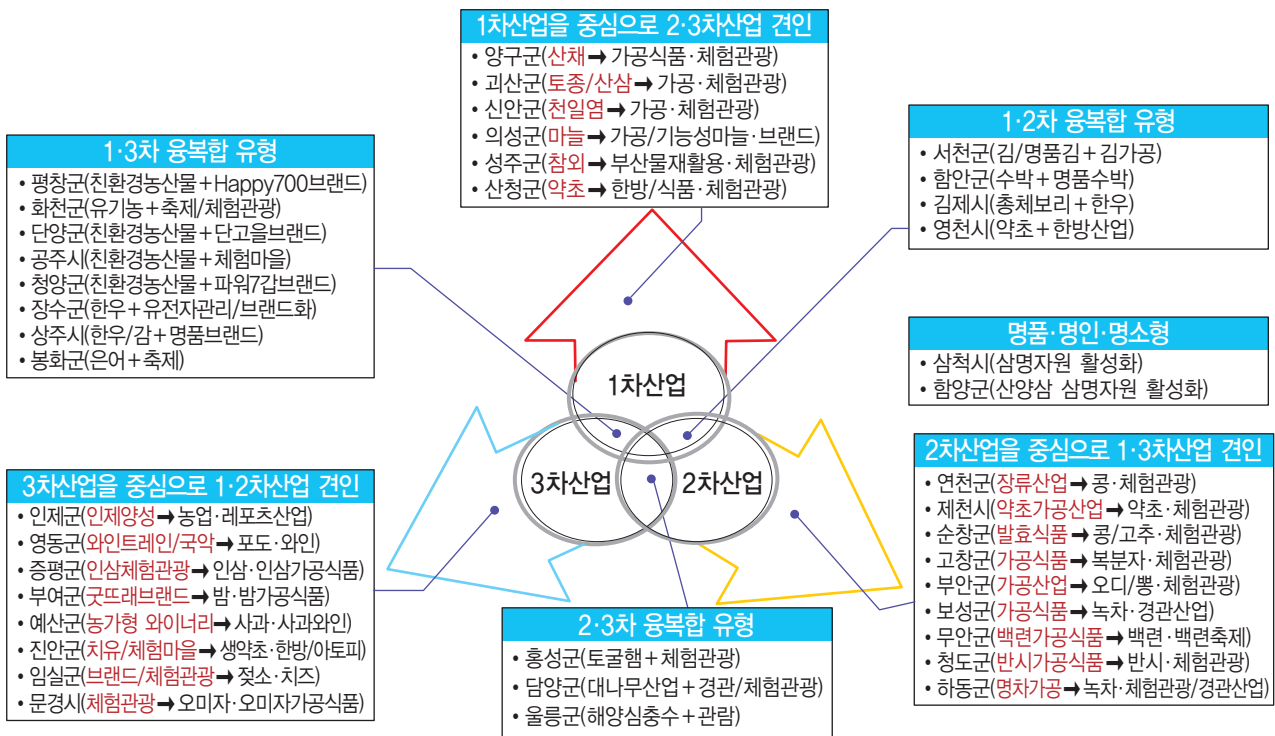 1차산업을 중심으로 2·3차산업 견인
• 양구군(산채➡가공식품·체험관광)
• 괴산군(토종/산삼➡가공·체험관광)
• 신안군(천일염➡가공·체험관광)
• 의성군(마늘➡가공/기능성마늘·브랜드)
• 성주군(참외➡부산물재활용·체험관광)
• 산청군(약초➡한방/식품·체험관광)
1·3차 융복합 유형
• 평창군(친환경농산물+Happy700브랜드)
• 화천군(유기농+축제/체험관광)
• 단양군(친환경농산물+단고을브랜드)
• 공주시(친환경농산물+체험마을)
• 청양군(친환경농산물+파워7갑브랜드)
• 장수군(한우+유전자관리/브랜드화)
• 상주시(한우/감+명품브랜드)
• 봉화군(은어+축제)
1·2차 융복합 유형
• 서천군(김/명품김+김가공)
• 함안군(수박+명품수박)
• 김제시(총체보리+한우)
• 영천시(약초+한방산업)
명품·명인·명소형
• 삼척시(삼명자원 활성화)
• 함양군(산양삼 삼명자원 활성화)
1차산업
3차산업
2차산업
3차산업을 중심으로 1·2차산업 견인
• 인제군(인제양성➡농업·레포츠산업)
• 영동군(와인트레인/국악➡포도·와인)
• 증평군(인삼체험관광➡인삼·인삼가공식품)
• 부여군(굿뜨래브랜드➡밤·밤가공식품)
• 예산군(농가형 와이너리➡사과·사과와인)
• 진안군(치유/체험마을➡생약초·한방/아토피)
• 임실군(브랜드/체험관광➡젖소·치즈)
• 문경시(체험관광➡오미자·오미자가공식품)
2·3차 융복합 유형
• 홍성군(토굴햄+체험관광)
• 담양군(대나무산업+경관/체험관광)
• 울릉군(해양심층수+관람)
2차산업을 중심으로 1·3차산업 견인
• 연천군(장류산업➡콩·체험관광)
• 제천시(약초가공산업➡약초·체험관광)
• 순창군(발효식품➡콩/고추·체험관광)
• 고창군(가공식품➡복분자·체험관광)
• 부안군(가공산업➡오디/뽕·체험관광)
• 보성군(가공식품➡녹차·경관산업)
• 무안군(백련가공식품➡백련·백련축제)
• 청도군(반시가공식품➡반시·체험관광)
• 하동군(명차가공➡녹차·체험관광/경관산업)